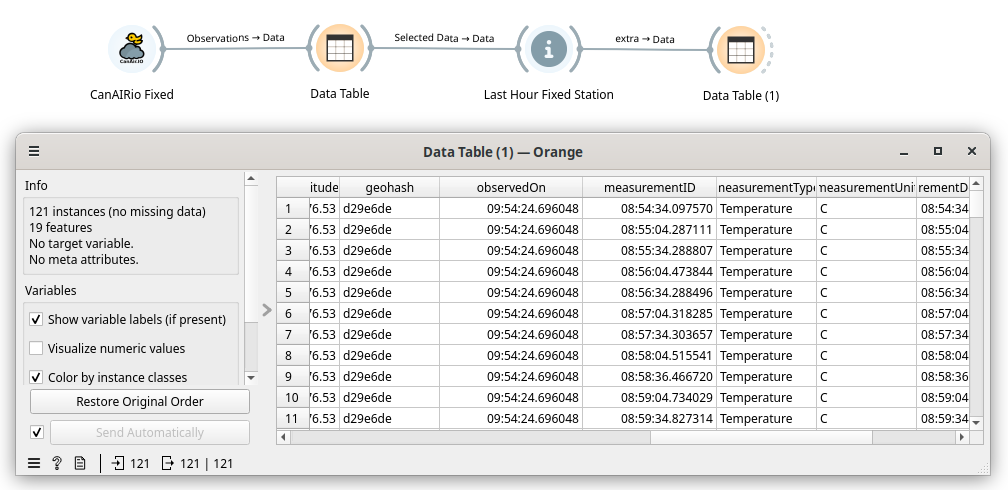 Observations → Data
Selected Data → Data
extra → Data
CanAIRio
CanAIRio Fixed
Data Table
Last Hour Fixed Station
Data Table (1)
Data Table (1) — Orange
Info
121 instances (no missing data)
19 features
No target variable.
No meta attributes.
Variables
Show variable labels (if present)
Visualize numeric values
Color by instance classes
Restore Original Order
Send Automatically
121
121 | 121
itude geohash observedOn measurementID measurementType measurementUni rementD
1 76.53 d29e6de 09:54:24.696048 08:54:34.097570 Temperature C 08:54:34
2 76.53 d29e6de 09:54:24.696048 08:55:04.287111 Temperature C 08:55:04
3 76.53 d29e6de 09:54:24.696048 08:55:34.288807 Temperature C 08:55:34
4 76.53 d29e6de 09:54:24.696048 08:56:04.473844 Temperature C 08:56:04
5 76.53 d29e6de 09:54:24.696048 08:56:34.288496 Temperature C 08:56:34
6 76.53 d29e6de 09:54:24.696048 08:57:04.318285 Temperature C 08:57:04
7 76.53 d29e6de 09:54:24.696048 08:57:34.303657 Temperature C 08:57:34
8 76.53 d29e6de 09:54:24.696048 08:58:04.515541 Temperature C 08:58:04
9 76.53 d29e6de 09:54:24.696048 08:58:36.466720 Temperature C 08:58:36
10 76.53 d29e6de 09:54:24.696048 08:59:04.734029 Temperature C 08:59:04
11 76.53 d29e6de 09:54:24.696048 08:59:34.827314 Temperature C 08:59:34